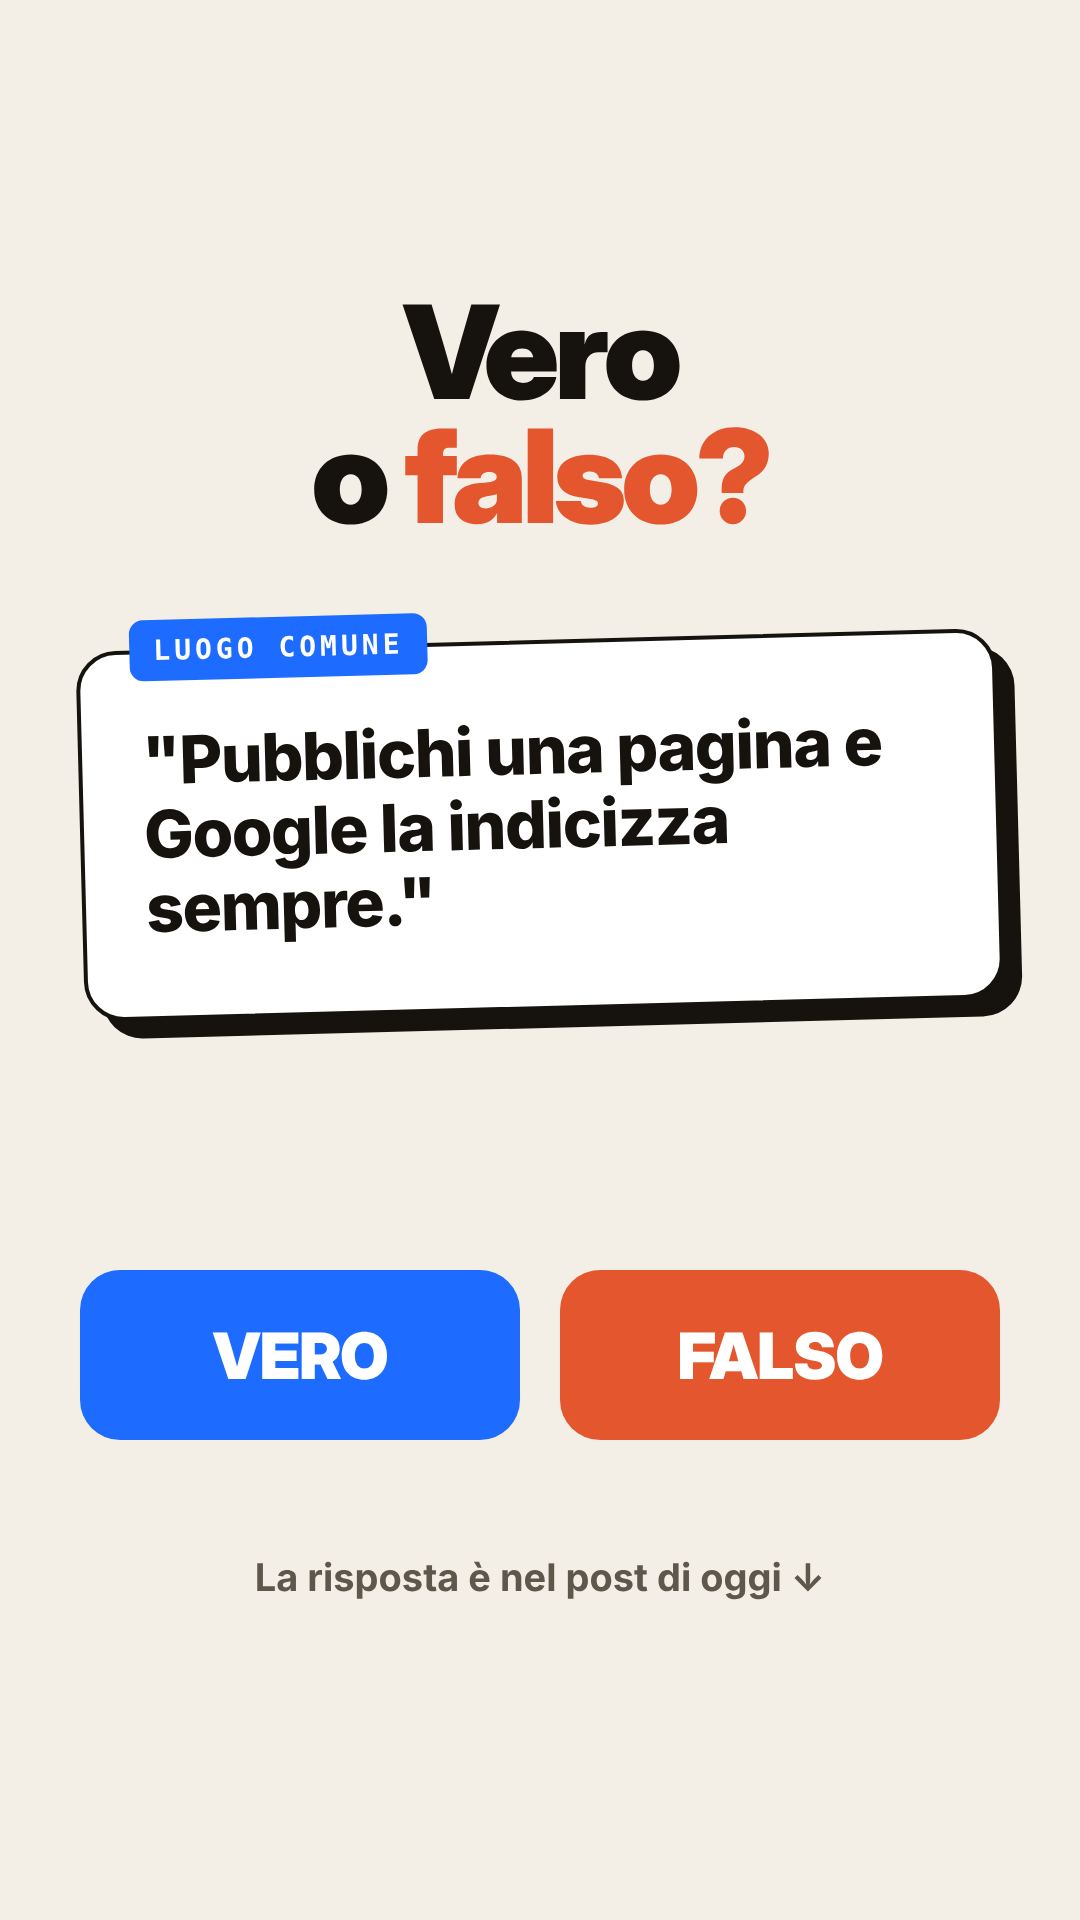 Vero
o falso?
LUOGO COMUNE
"Pubblichi una pagina e
Google la indicizza
sempre."
VERO
FALSO
La risposta è nel post di oggi ↓